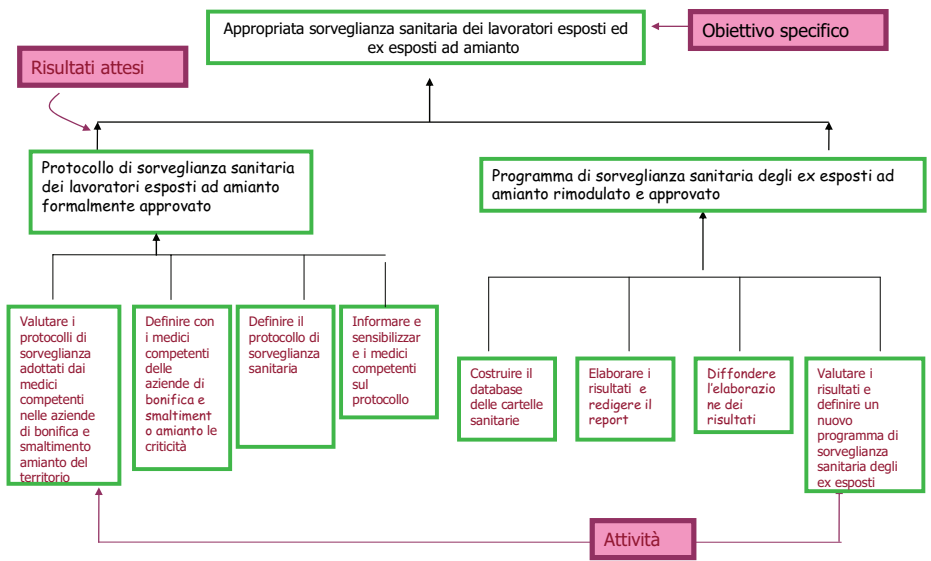 Appropriata sorveglianza sanitaria dei lavoratori esposti ed
ex esposti ad amianto
Obiettivo specifico
Risultati attesi
Protocollo di sorveglianza sanitaria
dei lavoratori esposti ad amianto
formalmente approvato
Programma di sorveglianza sanitaria degli ex esposti ad
amianto rimodulato e approvato
Valutare i
protocolli di
sorveglianza
adottati dai
medici
competenti
nelle aziende
di bonifica e
smaltimento
amianto del
territorio
Definire con
i medici
competenti
delle
aziende di
bonifica e
smaltiment
o amianto le
criticità
Definire il
protocollo di
sorveglianza
sanitaria
Informare e
sensibilizzar
e i medici
competenti
sul
protocollo
Costruire il
database
delle cartelle
sanitarie
Elaborare i
risultati e
redigere il
report
Diffondere
l'elaborazio
ne dei
risultati
Valutare i
risultati e
definire un
nuovo
programma di
sorveglianza
sanitaria degli
ex esposti
Attività